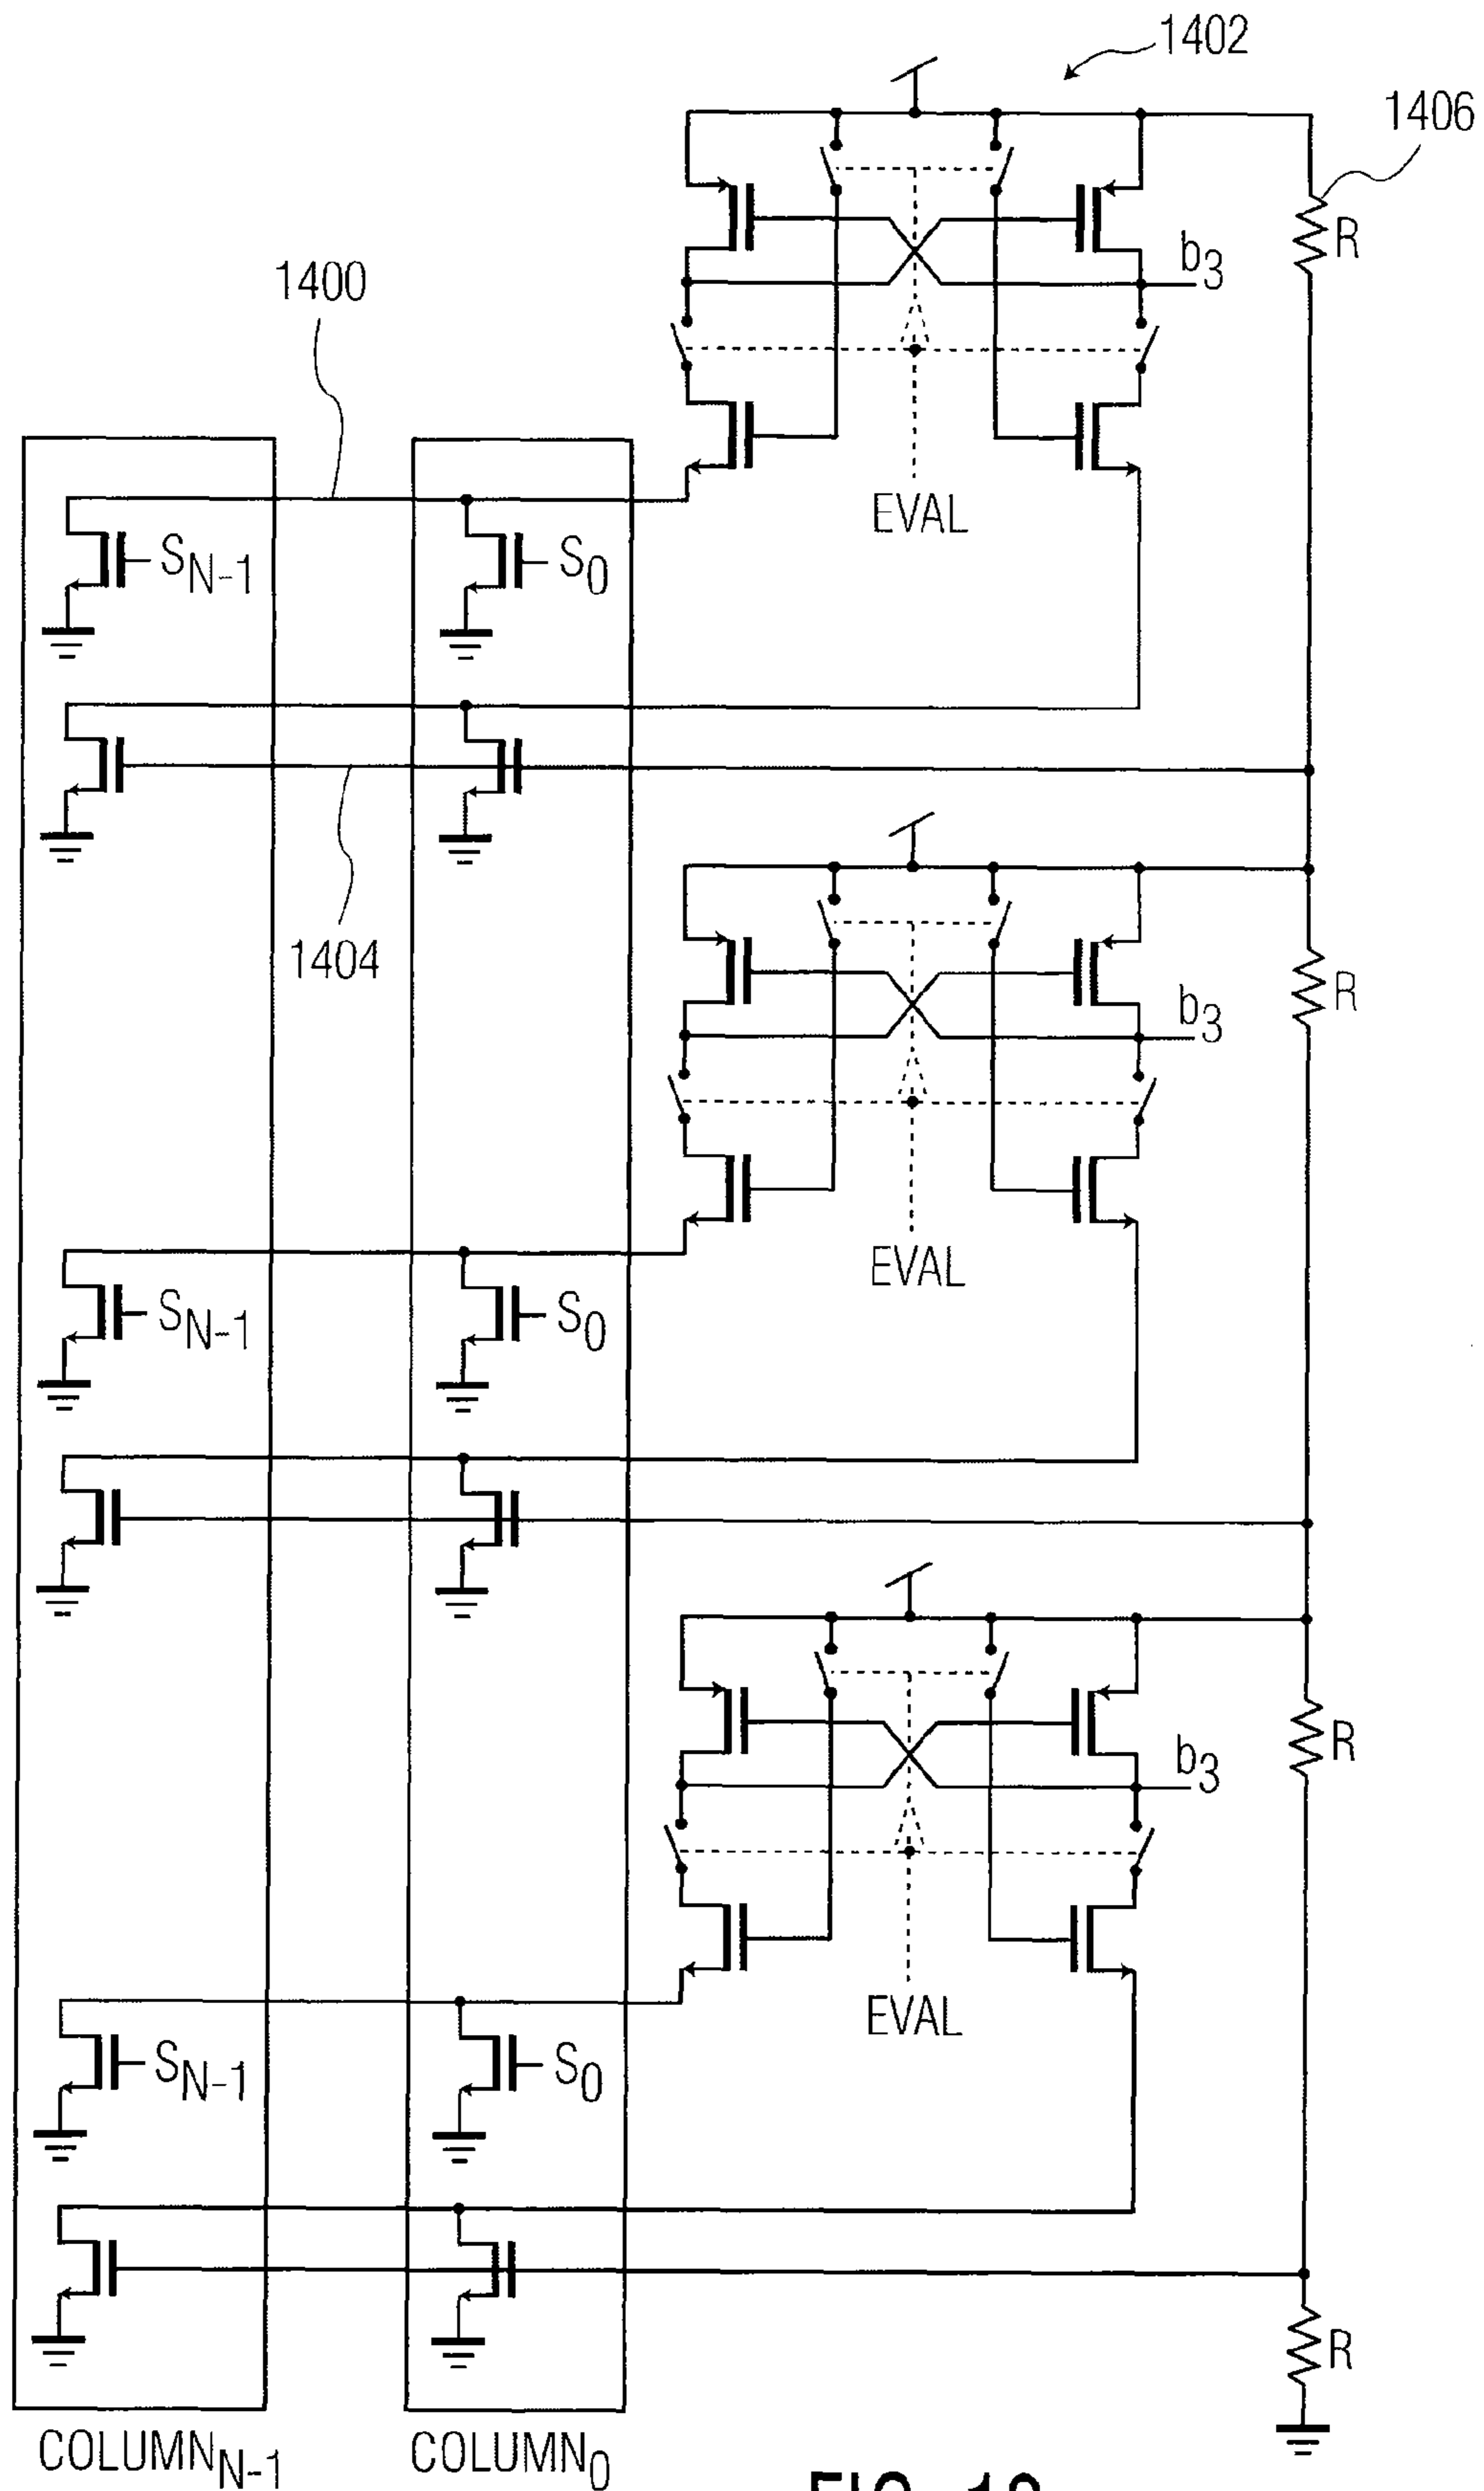 1402
1406
R
b3
1400
EVAL
SN-1
S0
1404
R
b3
EVAL
SN-1
S0
R
b3
EVAL
SN-1
S0
R
COLUMNN-1
COLUMN0